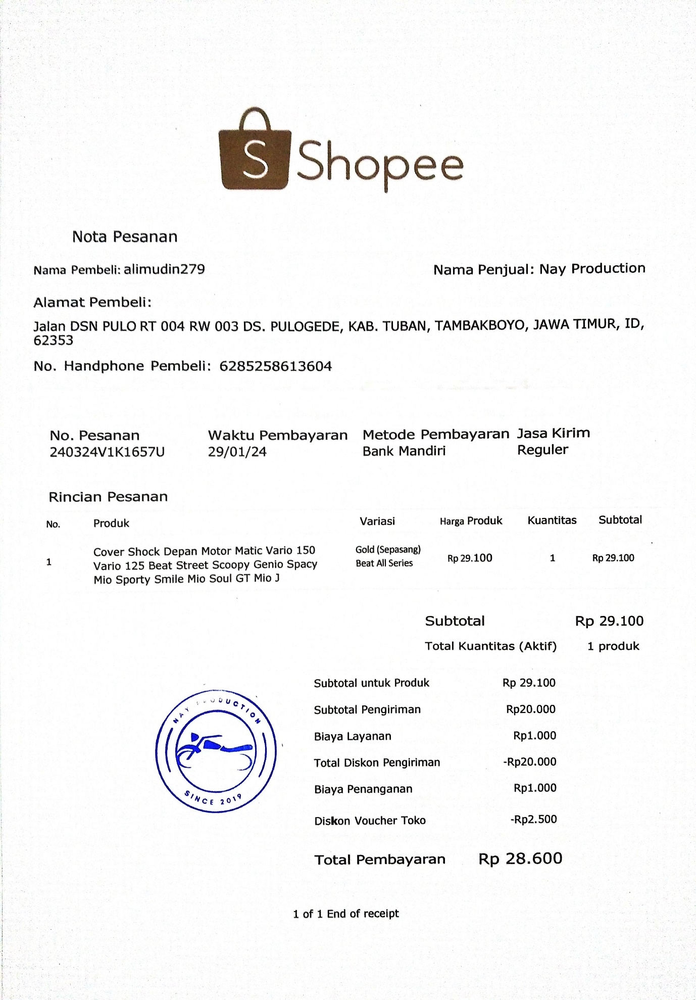 S Shopee
Nota Pesanan
Nama Pembeli: alimudin279
Nama Penjual: Nay Production
Alamat Pembeli:
Jalan DSN PULO RT 004 RW 003 DS. PULOGEDE, KAB. TUBAN, TAMBAKBOYO, JAWA TIMUR, ID,
62353
No. Handphone Pembeli: 6285258613604
No. Pesanan Waktu Pembayaran Metode Pembayaran Jasa Kirim
240324V1K1657U 29/01/24 Bank Mandiri Reguler
Rincian Pesanan
No. Produk Variasi Harga Produk Kuantitas Subtotal
1
Cover Shock Depan Motor Matic Vario 150
Vario 125 Beat Street Scoopy Genio Spacy
Mio Sporty Smile Mio Soul GT Mio J
Gold (Sepasang)
Beat All Series
Rp 29.100 1 Rp 29.100
Subtotal Rp 29.100
Total Kuantitas (Aktif) 1 produk
Subtotal untuk Produk Rp 29.100
Subtotal Pengiriman Rp20.000
Biaya Layanan Rp1.000
Total Diskon Pengiriman -Rp20.000
Biaya Penanganan Rp1.000
Diskon Voucher Toko -Rp2.500
Total Pembayaran Rp 28.600
NAY PRODUCTION
SINCE 2019
1 of 1 End of receipt